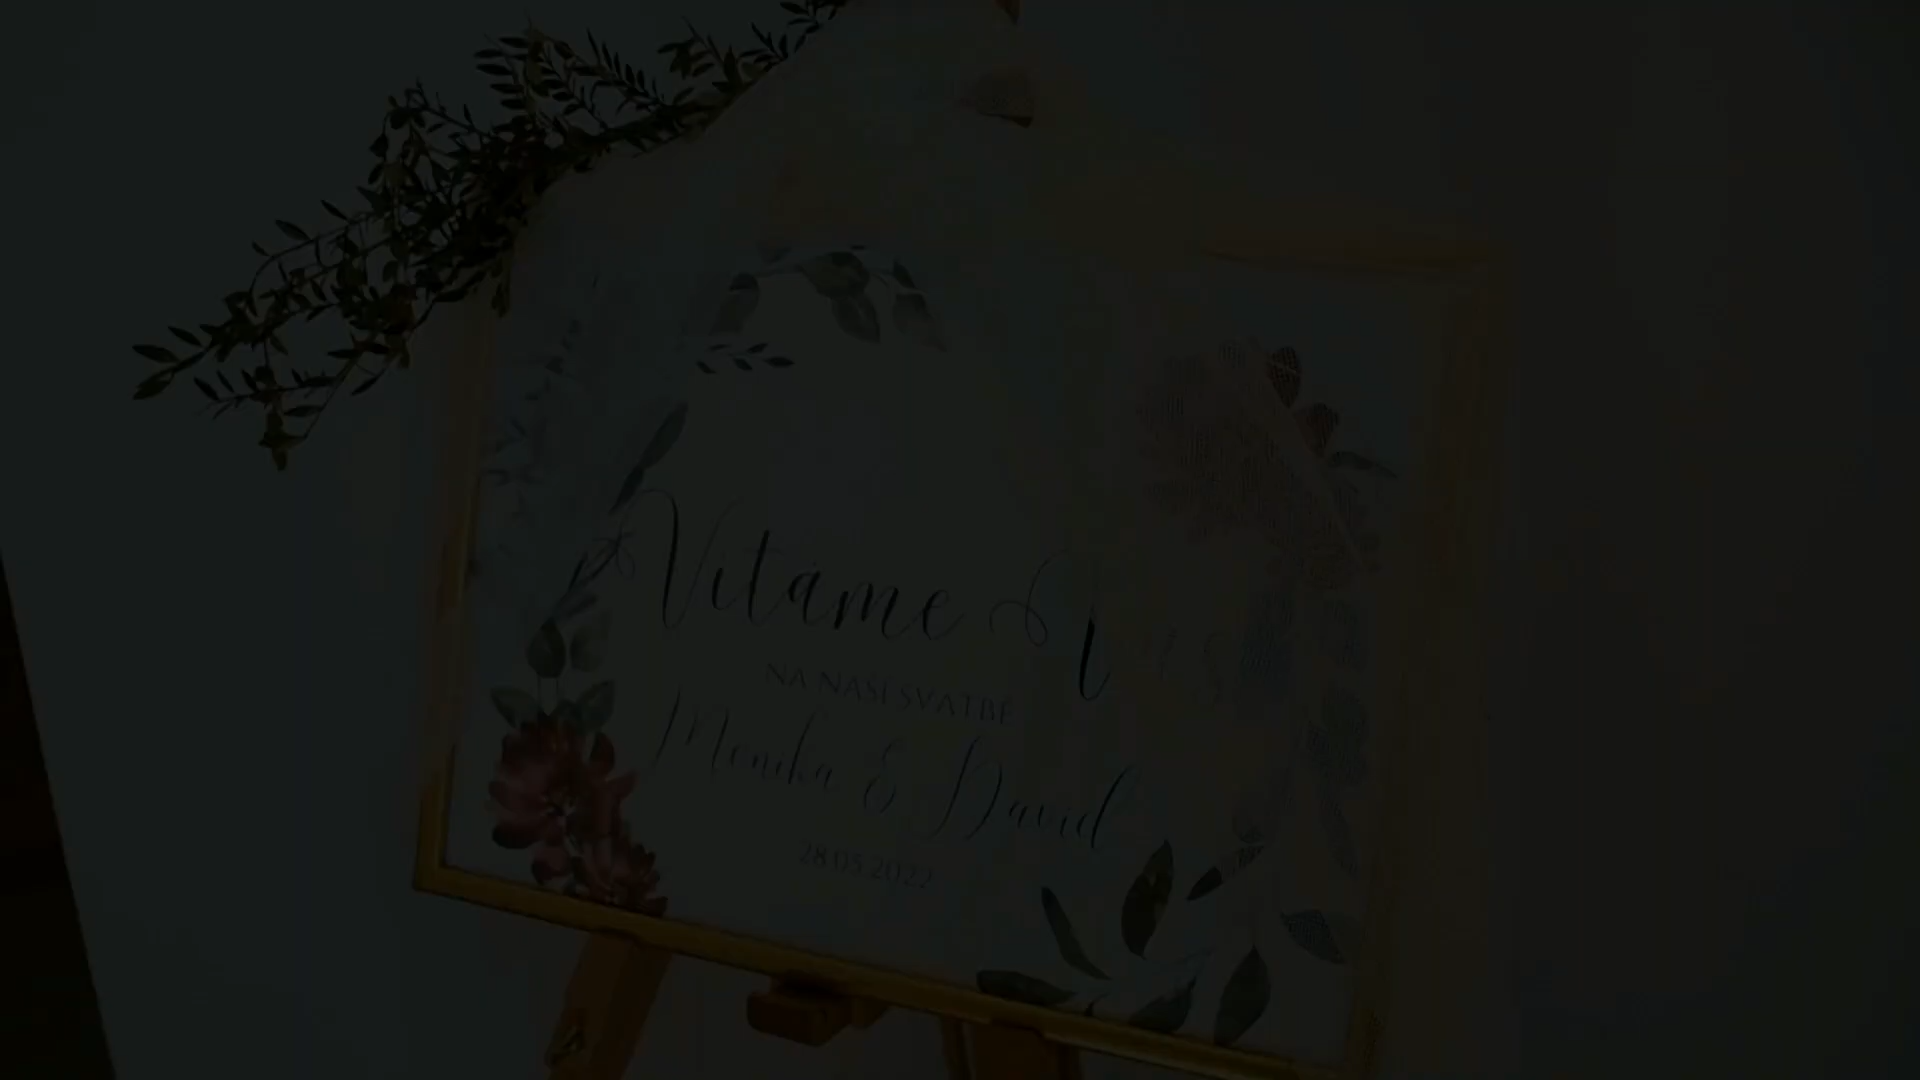 Vítáme Vás
NA NAŠÍ SVATBĚ
Monika & David
28.05.2022